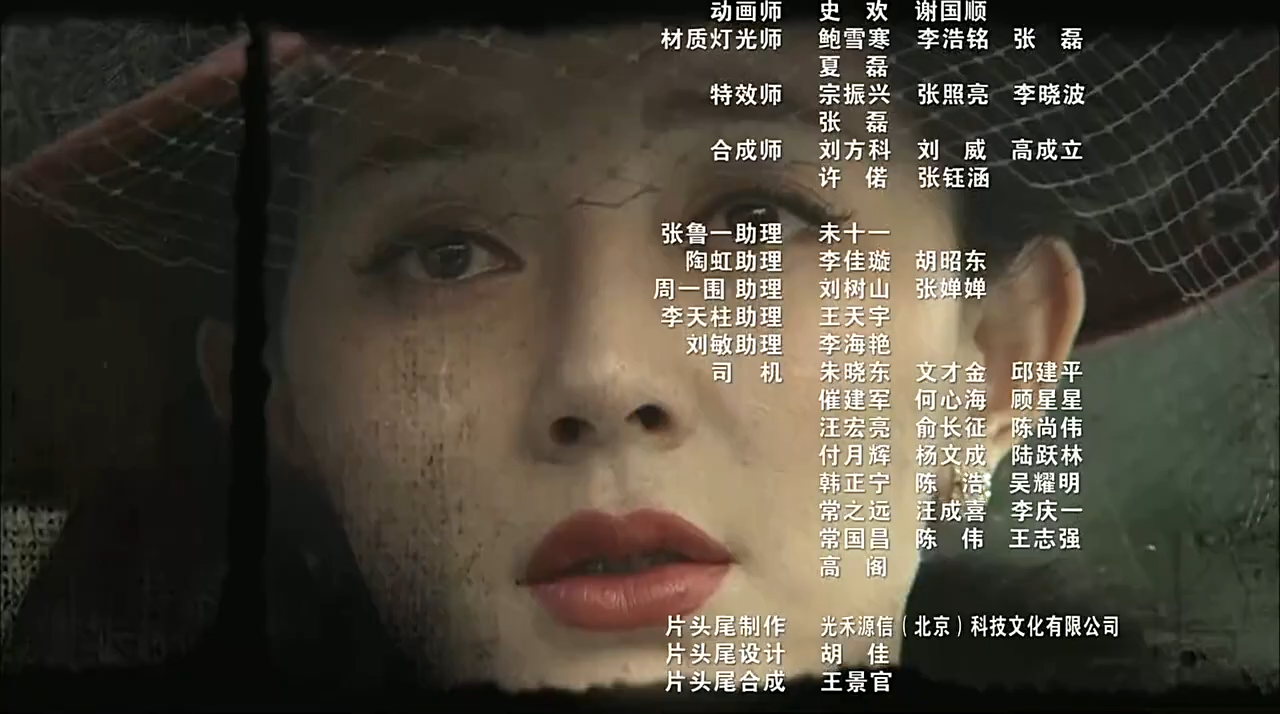 动画师 史 欢 谢国顺
材质灯光师 鲍雪寒 李浩铭 张 磊
夏 磊
特效师 宗振兴 张照亮 李晓波
张 磊
合成师 刘方科 刘 威 高成立
许 偌 张钰涵
张鲁一助理 未十一
陶虹助理 李佳璇 胡昭东
周一围 助理 刘树山 张婵婵
李天柱助理 王天宇
刘敏助理 李海艳
司 机 朱晓东 文才金 邱建平
催建军 何心海 顾星星
汪宏亮 俞长征 陈尚伟
付月辉 杨文成 陆跃林
韩正宁 陈 浩 吴耀明
常之远 汪成喜 李庆一
常国昌 陈 伟 王志强
高 阁
片头尾制作 光禾源信（北京）科技文化有限公司
片头尾设计 胡 佳
片头尾合成 王景官